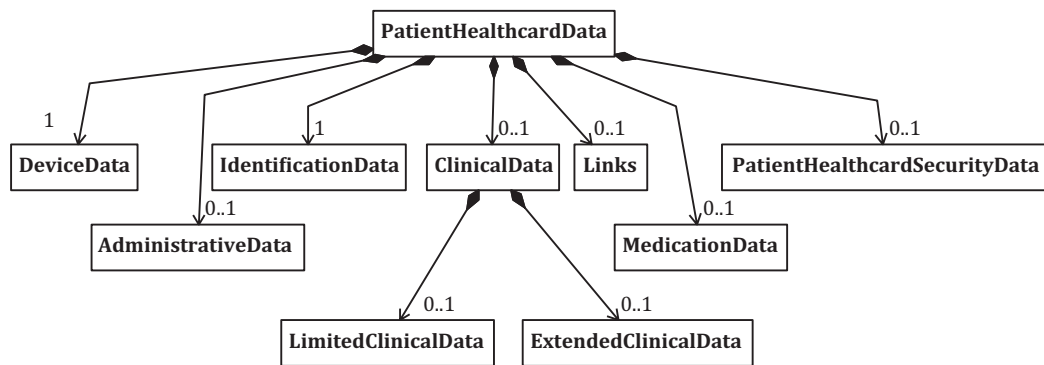 PatientHealthcardData
1
1
0..1
0..1
0..1
DeviceData
IdentificationData
ClinicalData
Links
PatientHealthcardSecurityData
0..1
0..1
AdministrativeData
MedicationData
0..1
0..1
LimitedClinicalData
ExtendedClinicalData